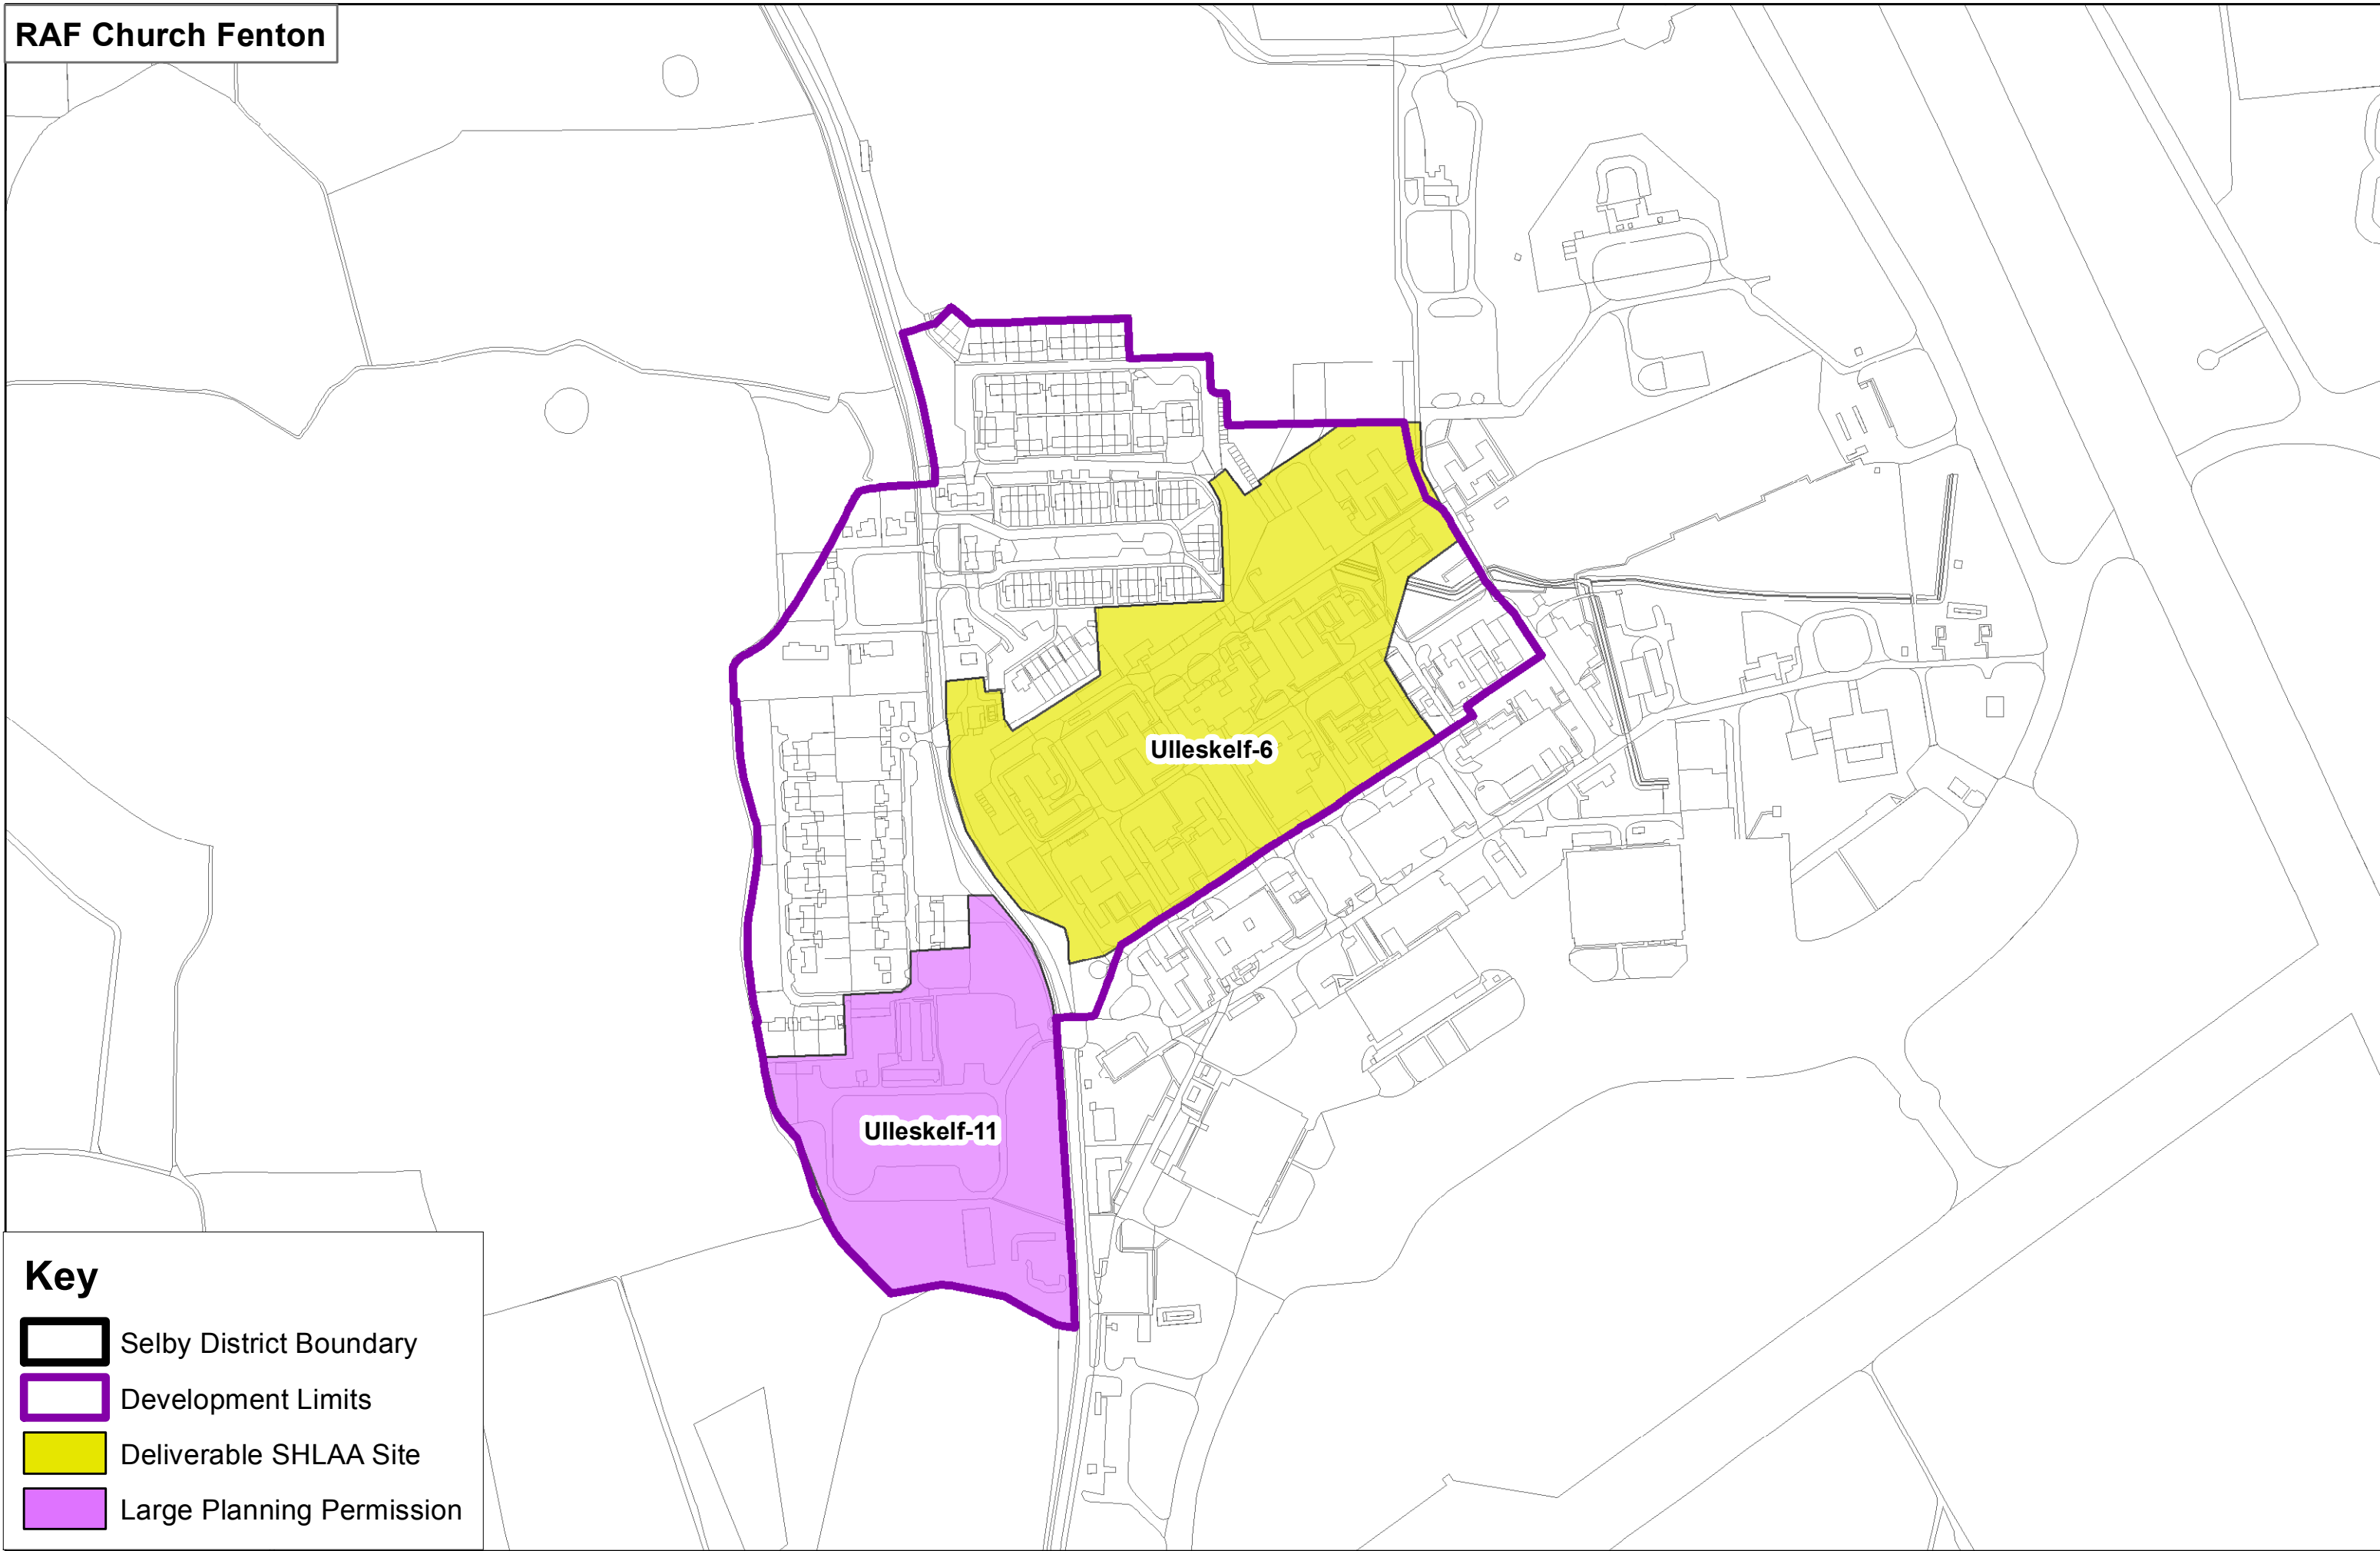 RAF Church Fenton
Ulleskelf-6
Ulleskelf-11
Key
Selby District Boundary
Development Limits
Deliverable SHLAA Site
Large Planning Permission